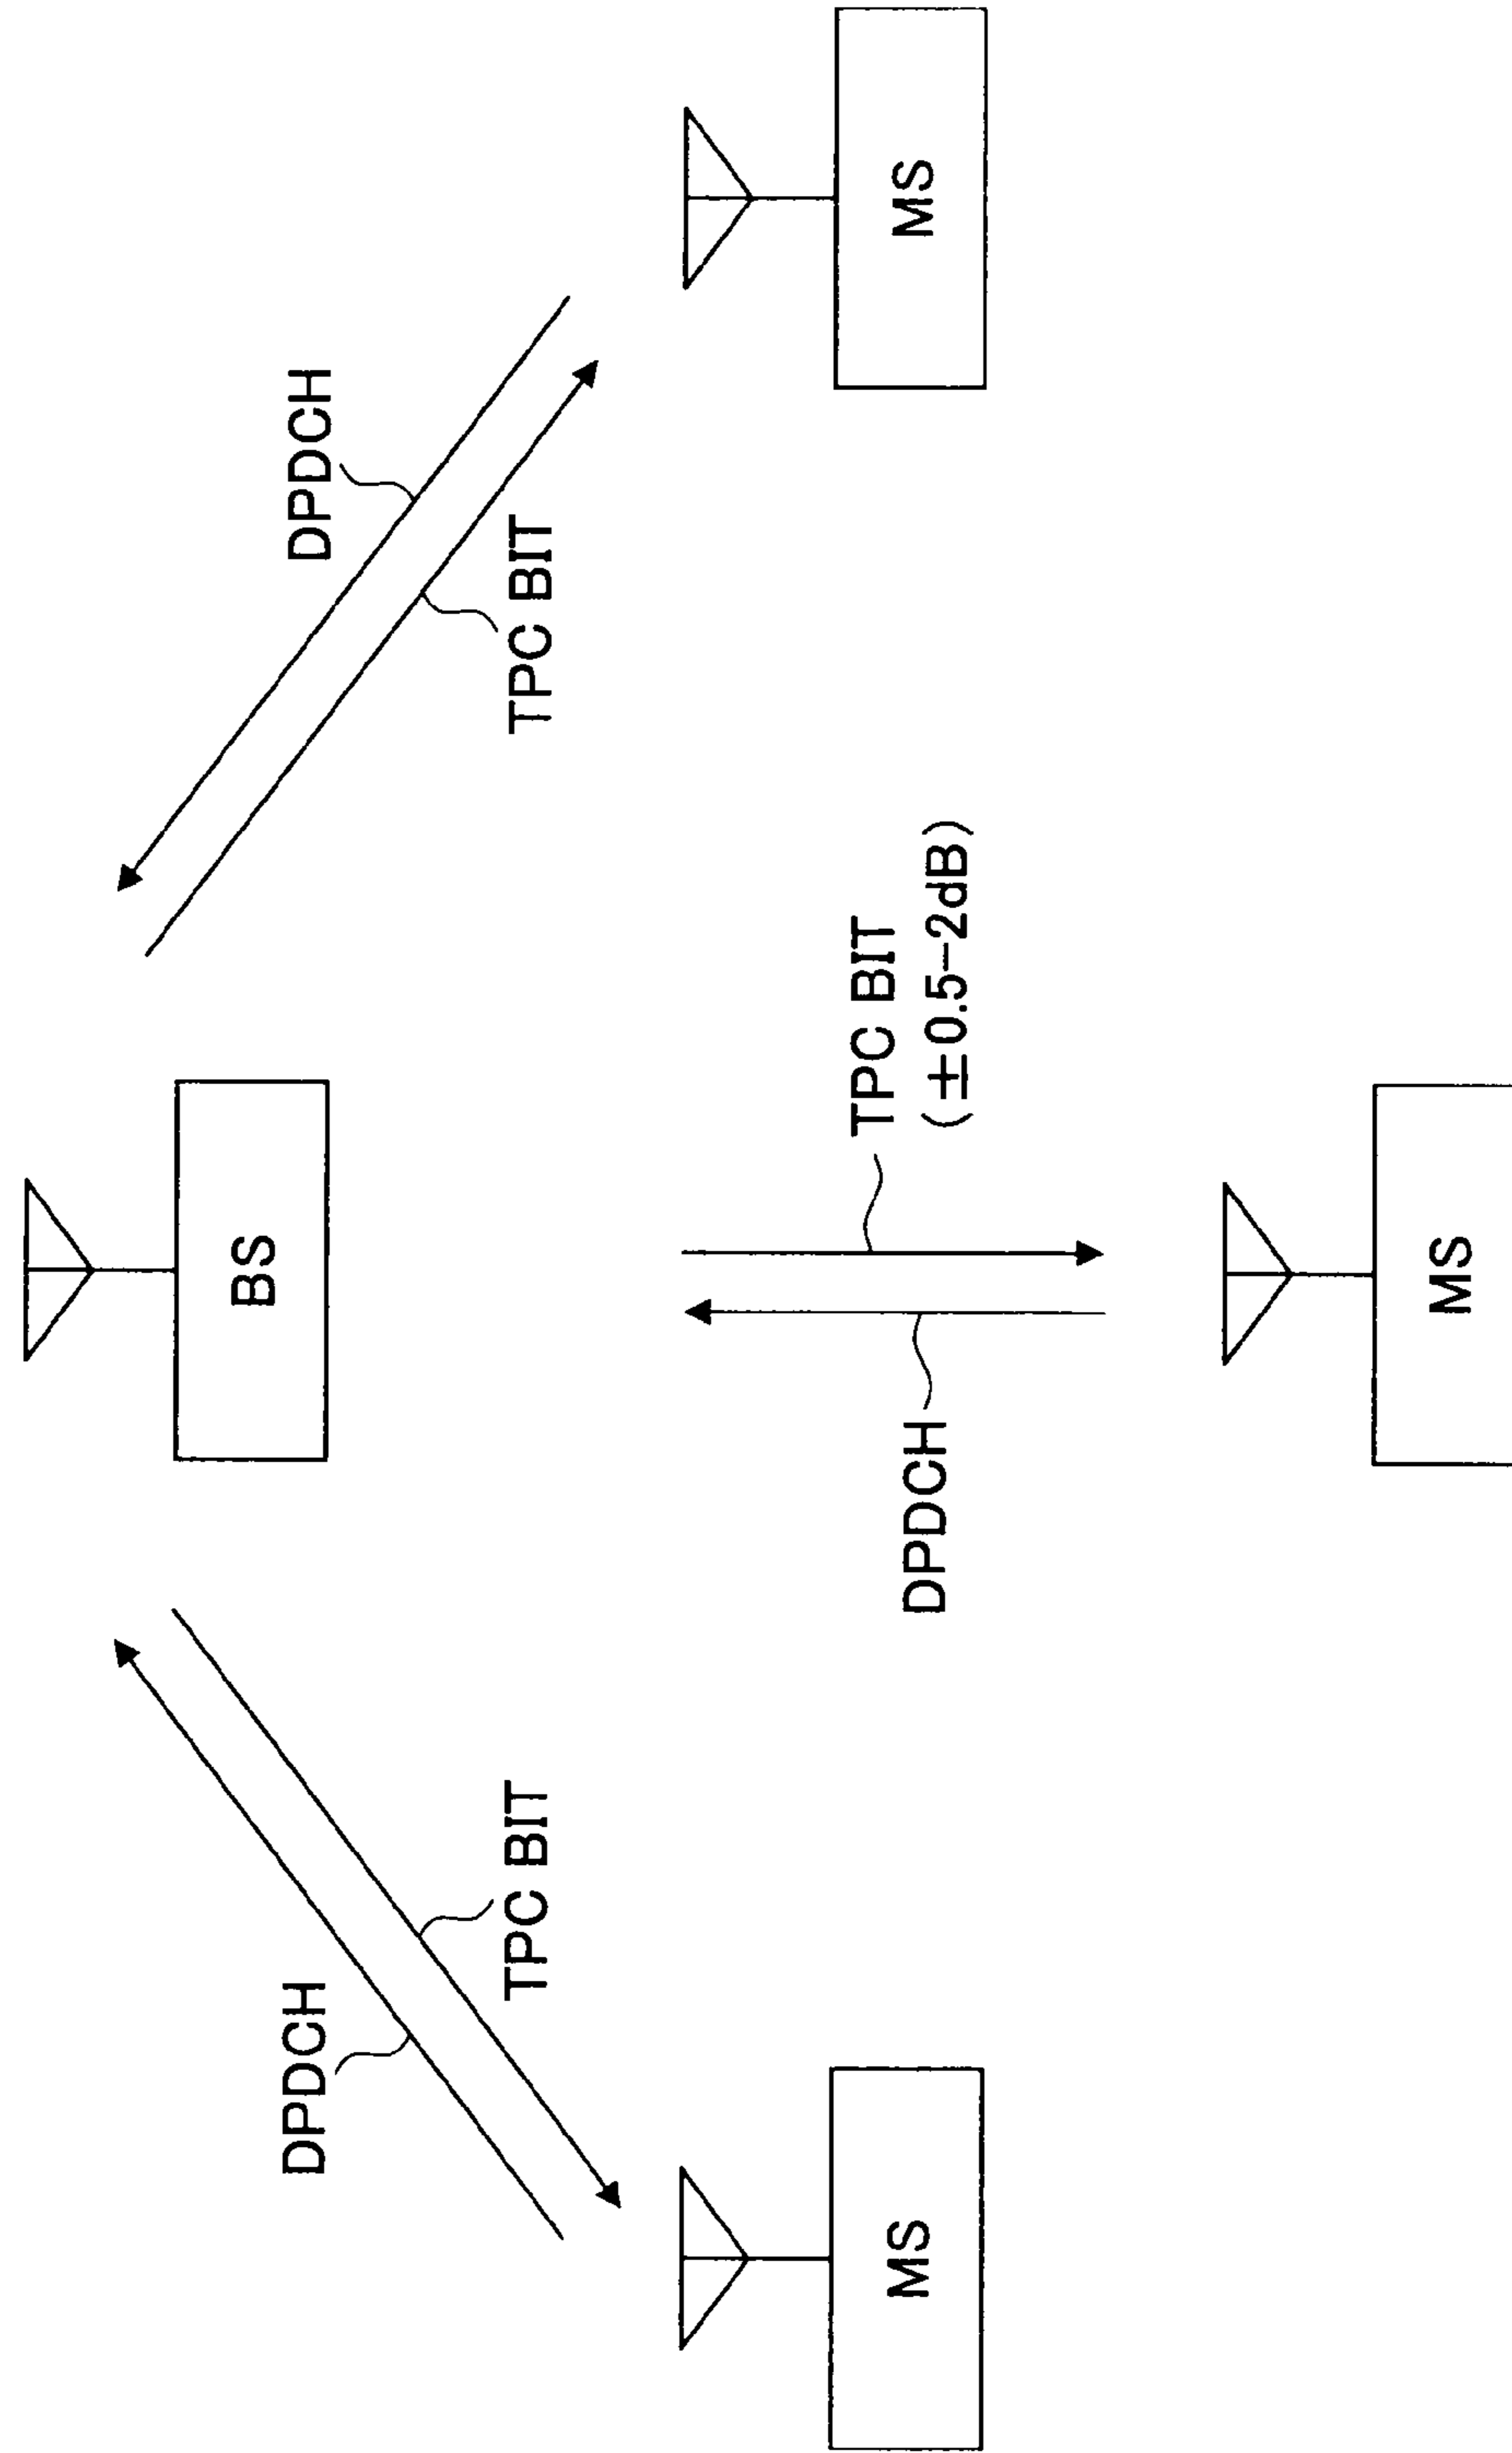 BS
DPDCH
DPDCH
TPC BIT
TPC BIT
TPC BIT
(±0.5-2dB)
DPDCH
MS
MS
MS